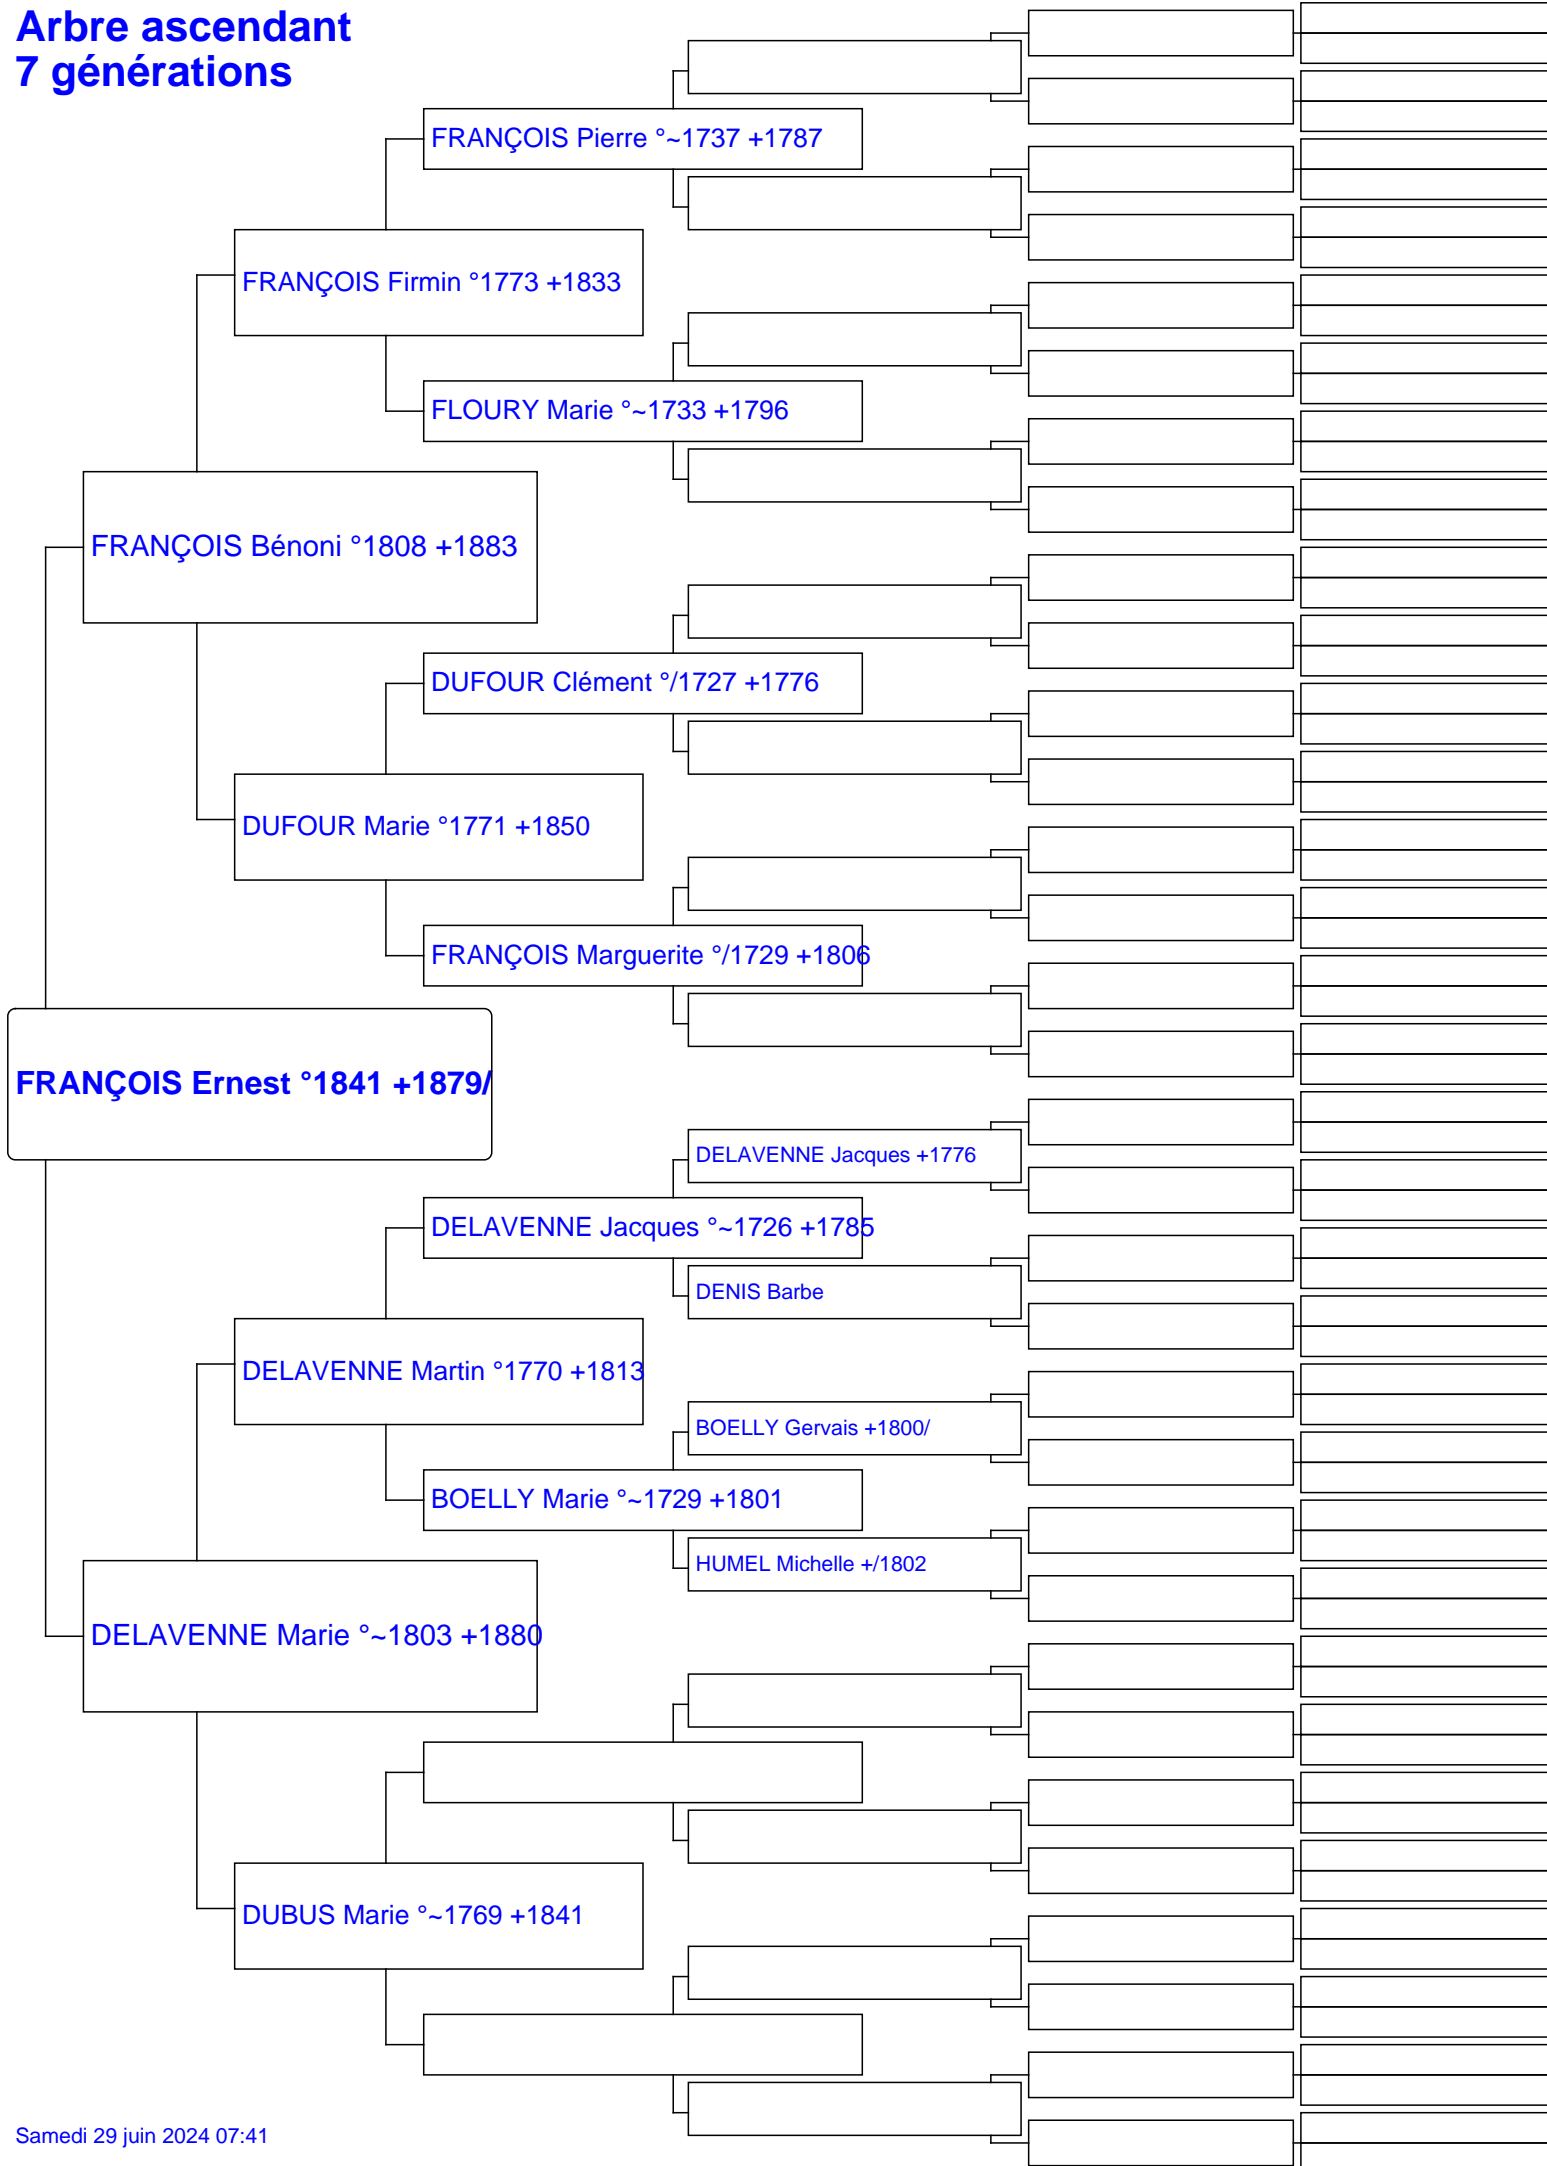 Arbre ascendant
7 générations
FRANÇOIS Pierre °~1737 +1787
FRANÇOIS Firmin °1773 +1833
FLOURY Marie °~1733 +1796
FRANÇOIS Bénoni °1808 +1883
DUFOUR Clément °/1727 +1776
DUFOUR Marie °1771 +1850
FRANÇOIS Marguerite °/1729 +1806
FRANÇOIS Ernest °1841 +1879/
DELAVENNE Jacques +1776
DELAVENNE Jacques °~1726 +1785
DENIS Barbe
DELAVENNE Martin °1770 +1813
BOELLY Gervais +1800/
BOELLY Marie °~1729 +1801
HUMEL Michelle +/1802
DELAVENNE Marie °~1803 +1880
DUBUS Marie °~1769 +1841
Samedi 29 juin 2024 07:41